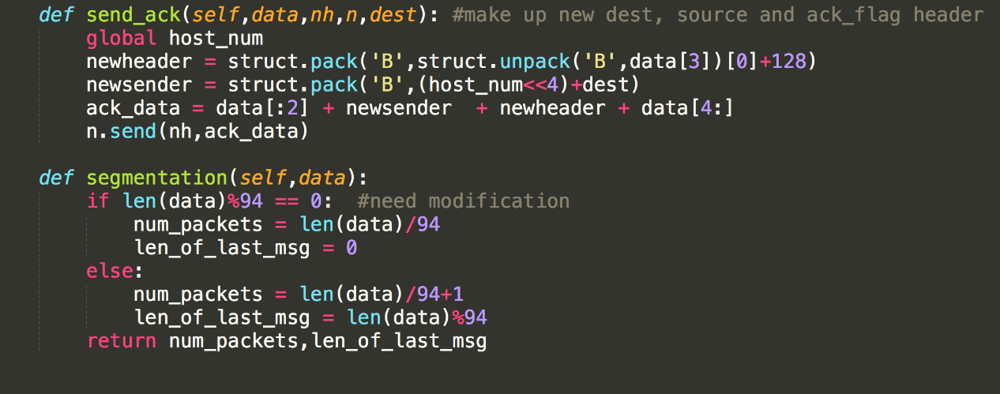 def send_ack(self,data,nh,n,dest): #make up new dest, source and ack_flag header
global host_num
newheader = struct.pack('B',struct.unpack('B',data[3])[0]+128)
newsender = struct.pack('B',(host_num<<4)+dest)
ack_data = data[:2] + newsender  + newheader + data[4:]
n.send(nh,ack_data)
def segmentation(self,data):
if len(data)%94 == 0:  #need modification
num_packets = len(data)/94
len_of_last_msg = 0
else:
num_packets = len(data)/94+1
len_of_last_msg = len(data)%94
return num_packets,len_of_last_msg